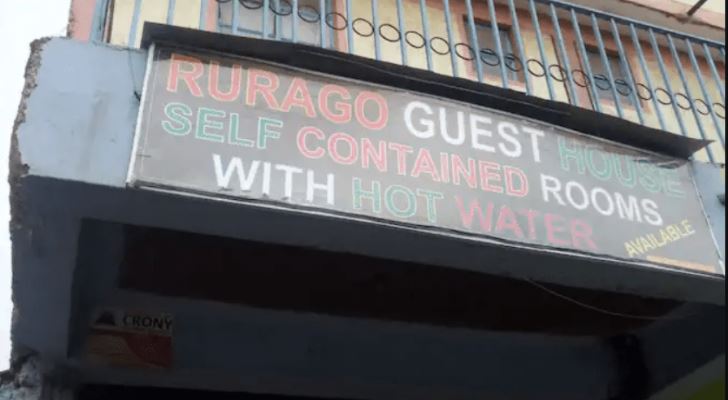 RURAGO GUEST HOUSE
SELF CONTAINED ROOMS
WITH HOT WATER
AVAILABLE
CRONY